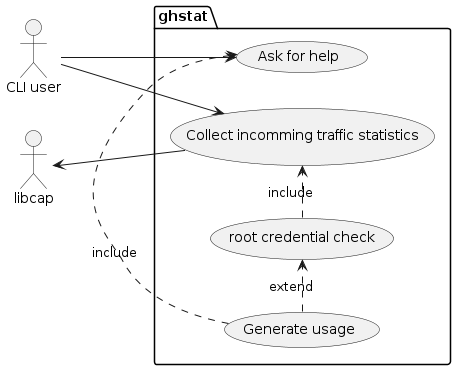 ghstat
Ask for help
CLI user
Collect incomming traffic statistics
libcap
include
root credential check
include
extend
Generate usage